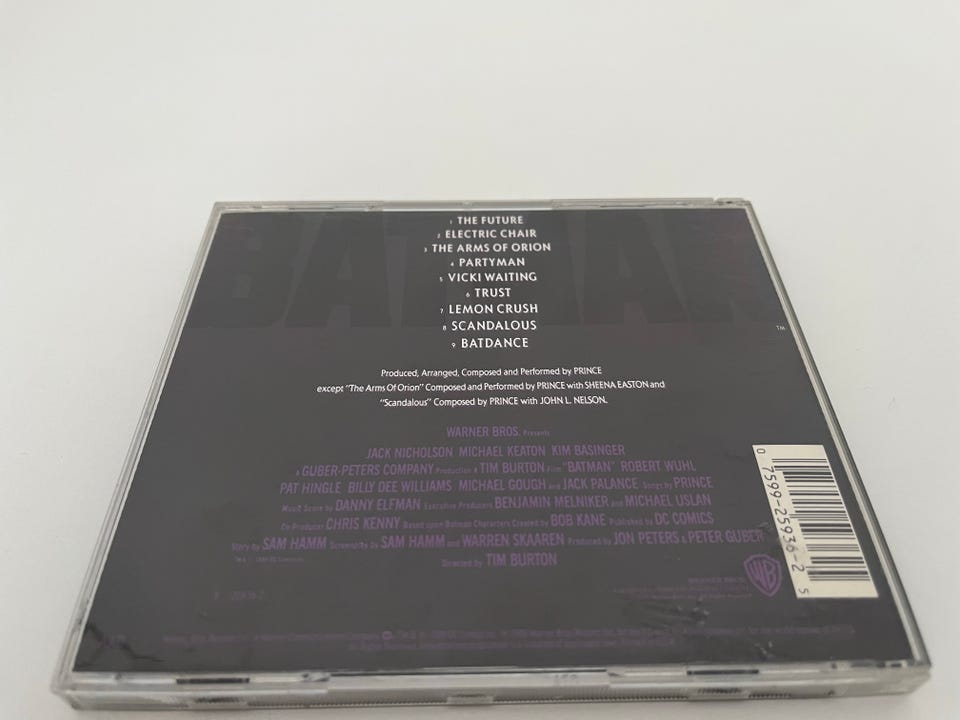 BATMAN
TM
1 THE FUTURE
2 ELECTRIC CHAIR
3 THE ARMS OF ORION
4 PARTYMAN
5 VICKI WAITING
6 TRUST
7 LEMON CRUSH
8 SCANDALOUS
9 BATDANCE
Produced, Arranged, Composed and Performed by PRINCE
except "The Arms Of Orion" Composed and Performed by PRINCE with SHEENA EASTON and
"Scandalous" Composed by PRINCE with JOHN L. NELSON.
WARNER BROS. Presents
JACK NICHOLSON MICHAEL KEATON KIM BASINGER
A GUBER-PETERS COMPANY Production A TIM BURTON Film "BATMAN" ROBERT WUHL
PAT HINGLE BILLY DEE WILLIAMS MICHAEL GOUGH and JACK PALANCE Songs by PRINCE
Music Score by DANNY ELFMAN Executive Producers BENJAMIN MELNIKER and MICHAEL USLAN
Co-Producer CHRIS KENNY Based upon Batman Characters Created by BOB KANE Published by DC COMICS
Story by SAM HAMM Screenplay by SAM HAMM and WARREN SKAAREN Produced by JON PETERS & PETER GUBER
Directed by TIM BURTON
0 7599-25936-2 5
WB
WARNER BROS.